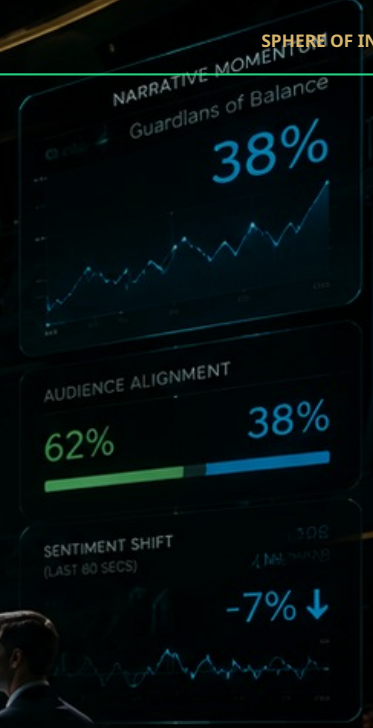 SPHERE OF IN
NARRATIVE MOMENTUM
Guardians of Balance
38%
AUDIENCE ALIGNMENT
62%
38%
SENTIMENT SHIFT
(LAST 60 SECS)
-7% ↓